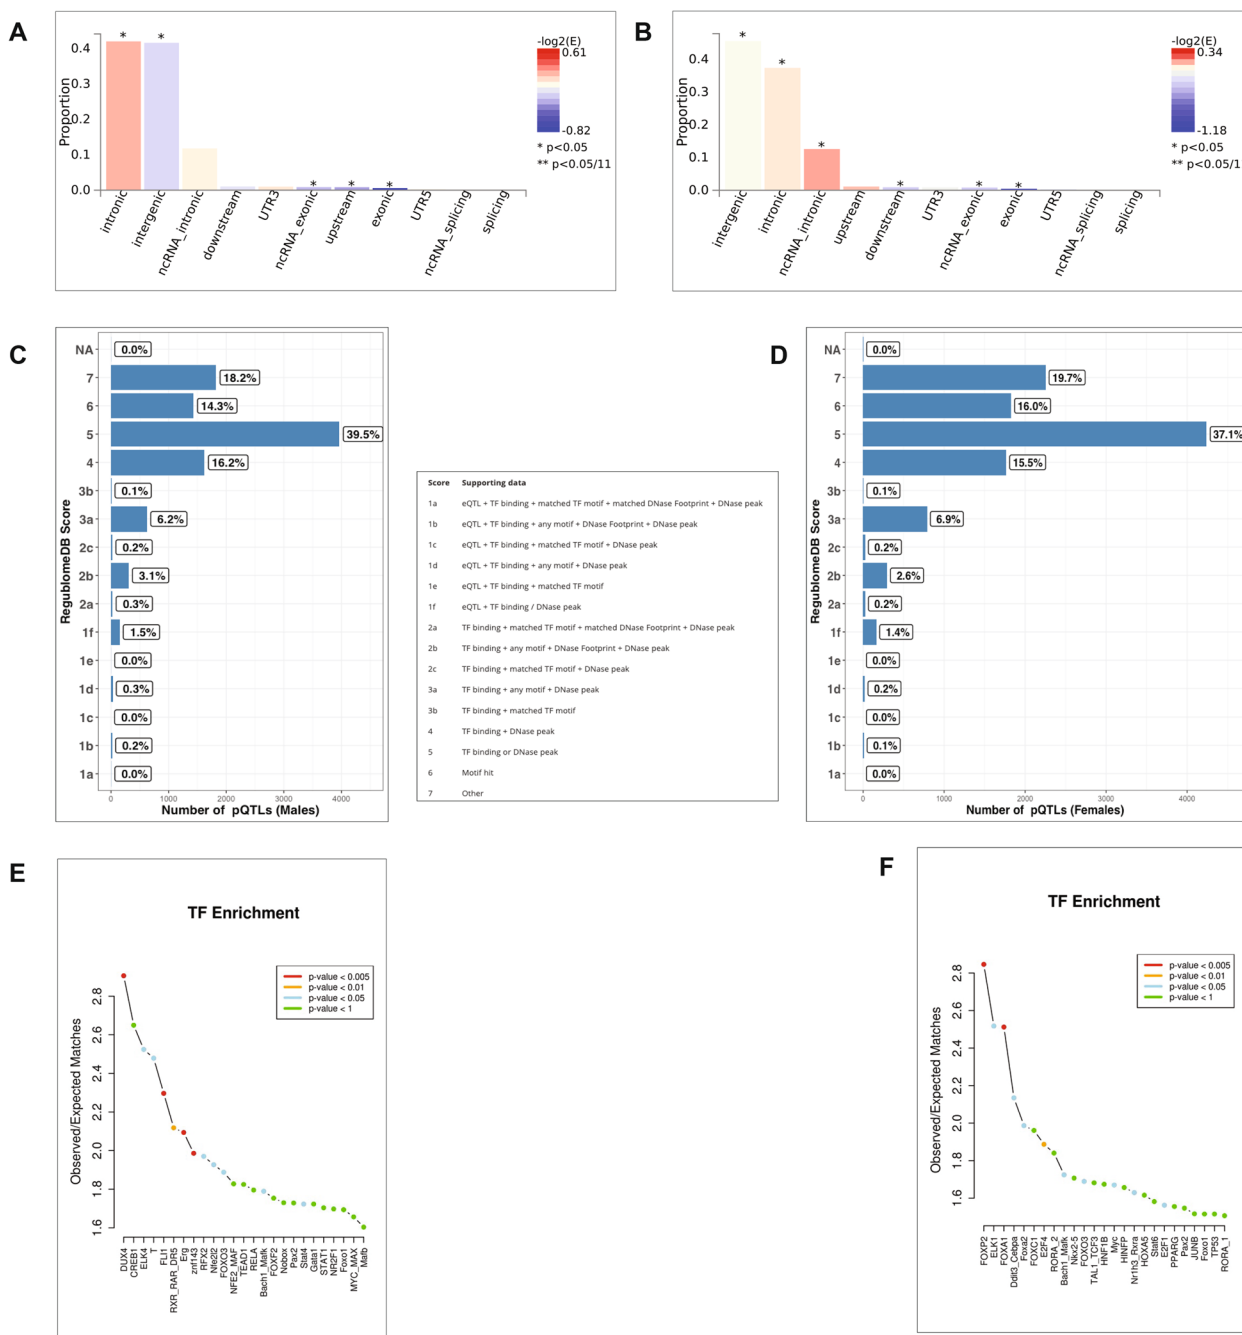 A
Proportion
0.4
0.3
0.2
0.1
0.0
*
*
*
*
*
intronic
intergenic
ncRNA_intronic
downstream
UTR3
ncRNA_exonic
upstream
exonic
UTR5
ncRNA_splicing
splicing
-log2(E)
0.61
-0.82
* p<0.05
** p<0.05/11
B
Proportion
0.4
0.3
0.2
0.1
0.0
*
*
*
*
*
*
intergenic
intronic
ncRNA_intronic
upstream
downstream
UTR3
ncRNA_exonic
exonic
UTR5
ncRNA_splicing
splicing
-log2(E)
0.34
-1.18
* p<0.05
** p<0.05/1
C
RegublomeDB Score
NA 0.0%
7 18.2%
6 14.3%
5 39.5%
4 16.2%
3b 0.1%
3a 6.2%
2c 0.2%
2b 3.1%
2a 0.3%
1f 1.5%
1e 0.0%
1d 0.3%
1c 0.0%
1b 0.2%
1a 0.0%
0 1000 2000 3000 4000
Number of pQTLs (Males)
Score Supporting data
1a eQTL + TF binding + matched TF motif + matched DNase Footprint + DNase peak
1b eQTL + TF binding + any motif + DNase Footprint + DNase peak
1c eQTL + TF binding + matched TF motif + DNase peak
1d eQTL + TF binding + any motif + DNase peak
1e eQTL + TF binding + matched TF motif
1f eQTL + TF binding / DNase peak
2a TF binding + matched TF motif + matched DNase Footprint + DNase peak
2b TF binding + any motif + DNase Footprint + DNase peak
2c TF binding + matched TF motif + DNase peak
3a TF binding + any motif + DNase peak
3b TF binding + matched TF motif
4 TF binding + DNase peak
5 TF binding or DNase peak
6 Motif hit
7 Other
D
RegublomeDB Score
NA 0.0%
7 19.7%
6 16.0%
5 37.1%
4 15.5%
3b 0.1%
3a 6.9%
2c 0.2%
2b 2.6%
2a 0.2%
1f 1.4%
1e 0.0%
1d 0.2%
1c 0.0%
1b 0.1%
1a 0.0%
0 1000 2000 3000 4000
Number of pQTLs (Females)
E
TF Enrichment
p-value < 0.005
p-value < 0.01
p-value < 0.05
p-value < 1
Observed/Expected Matches
2.8
2.6
2.4
2.2
2.0
1.8
1.6
DUX4
CREB1
ELK4
T
FLI1
RXR_RAR_DR5
Erg
znf143
RFX2
Nfe2l2
FOXO3
NFE2_MAF
TEAD1
RELA
Bach1_Mafk
FOXF2
Nobox
Pax2
Stat4
Gata1
STAT1
NR2F1
Foxo1
MYC_MAX
Mafb
F
TF Enrichment
p-value < 0.005
p-value < 0.01
p-value < 0.05
p-value < 1
Observed/Expected Matches
2.8
2.6
2.4
2.2
2.0
1.8
1.6
FOXP2
ELK1
FOXA1
Ddit3_Cebpa
Foxa2
FOXC1
E2F4
RORA_2
Bach1_Mafk
Nkx2-5
FOXO3
TAL1_TCF3
HNF1B
Myc
HINFP
Nr1h3_Rxra
HOXA5
Stat6
E2F1
PPARG
Pax2
JUNB
Foxo1
TP53
RORA_1